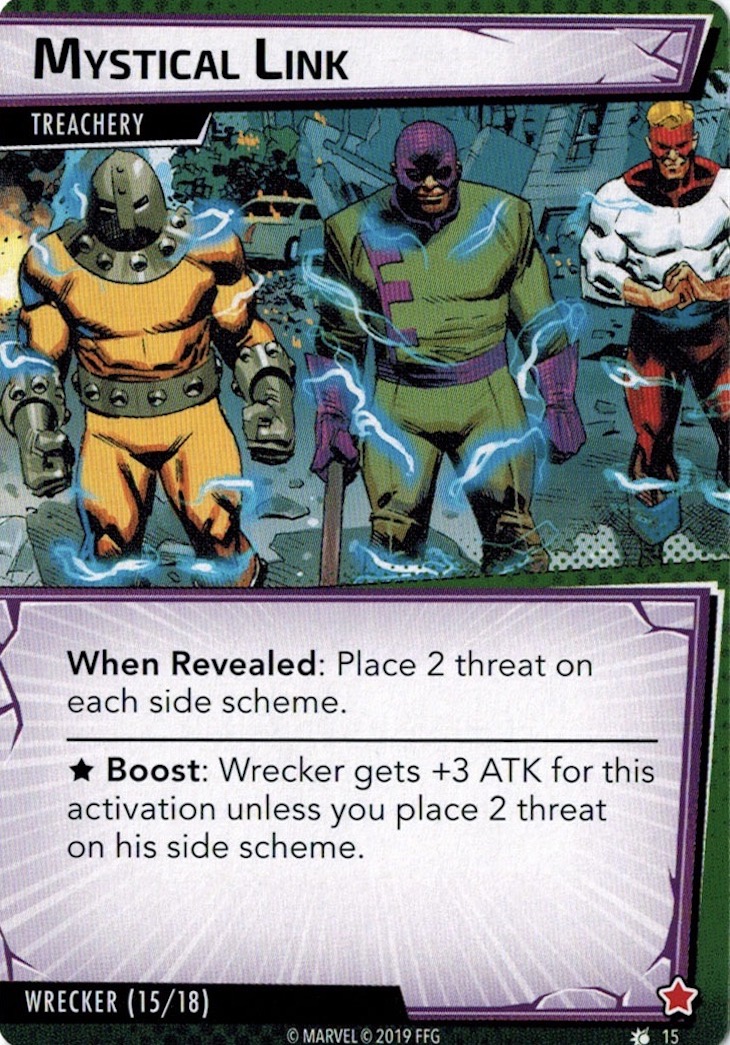 MYSTICAL LINK
TREACHERY
When Revealed: Place 2 threat on
each side scheme.
★ Boost: Wrecker gets +3 ATK for this
activation unless you place 2 threat
on his side scheme.
WRECKER (15/18)
© MARVEL © 2019 FFG
15